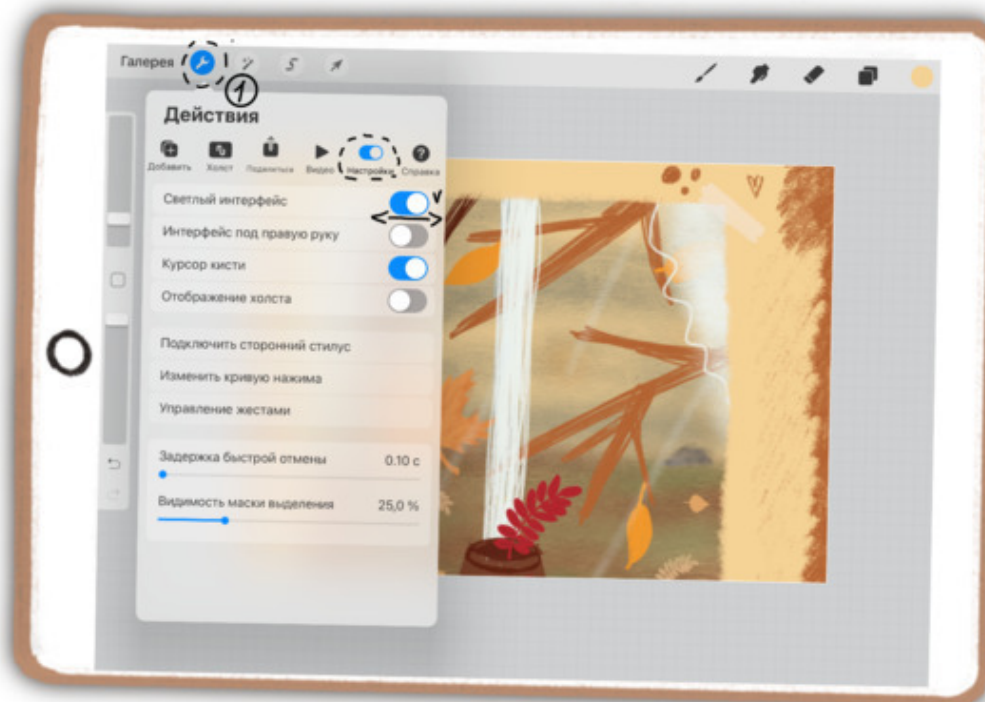 Галерея
1
Действия
Добавить Холст Поделиться Видео Настройки Справка
Светлый интерфейс
Интерфейс под правую руку
Курсор кисти
Отображение холста
Подключить сторонний стилус
Изменить кривую нажима
Управление жестами
Задержка быстрой отмены 0.10 с
Видимость маски выделения 25,0 %